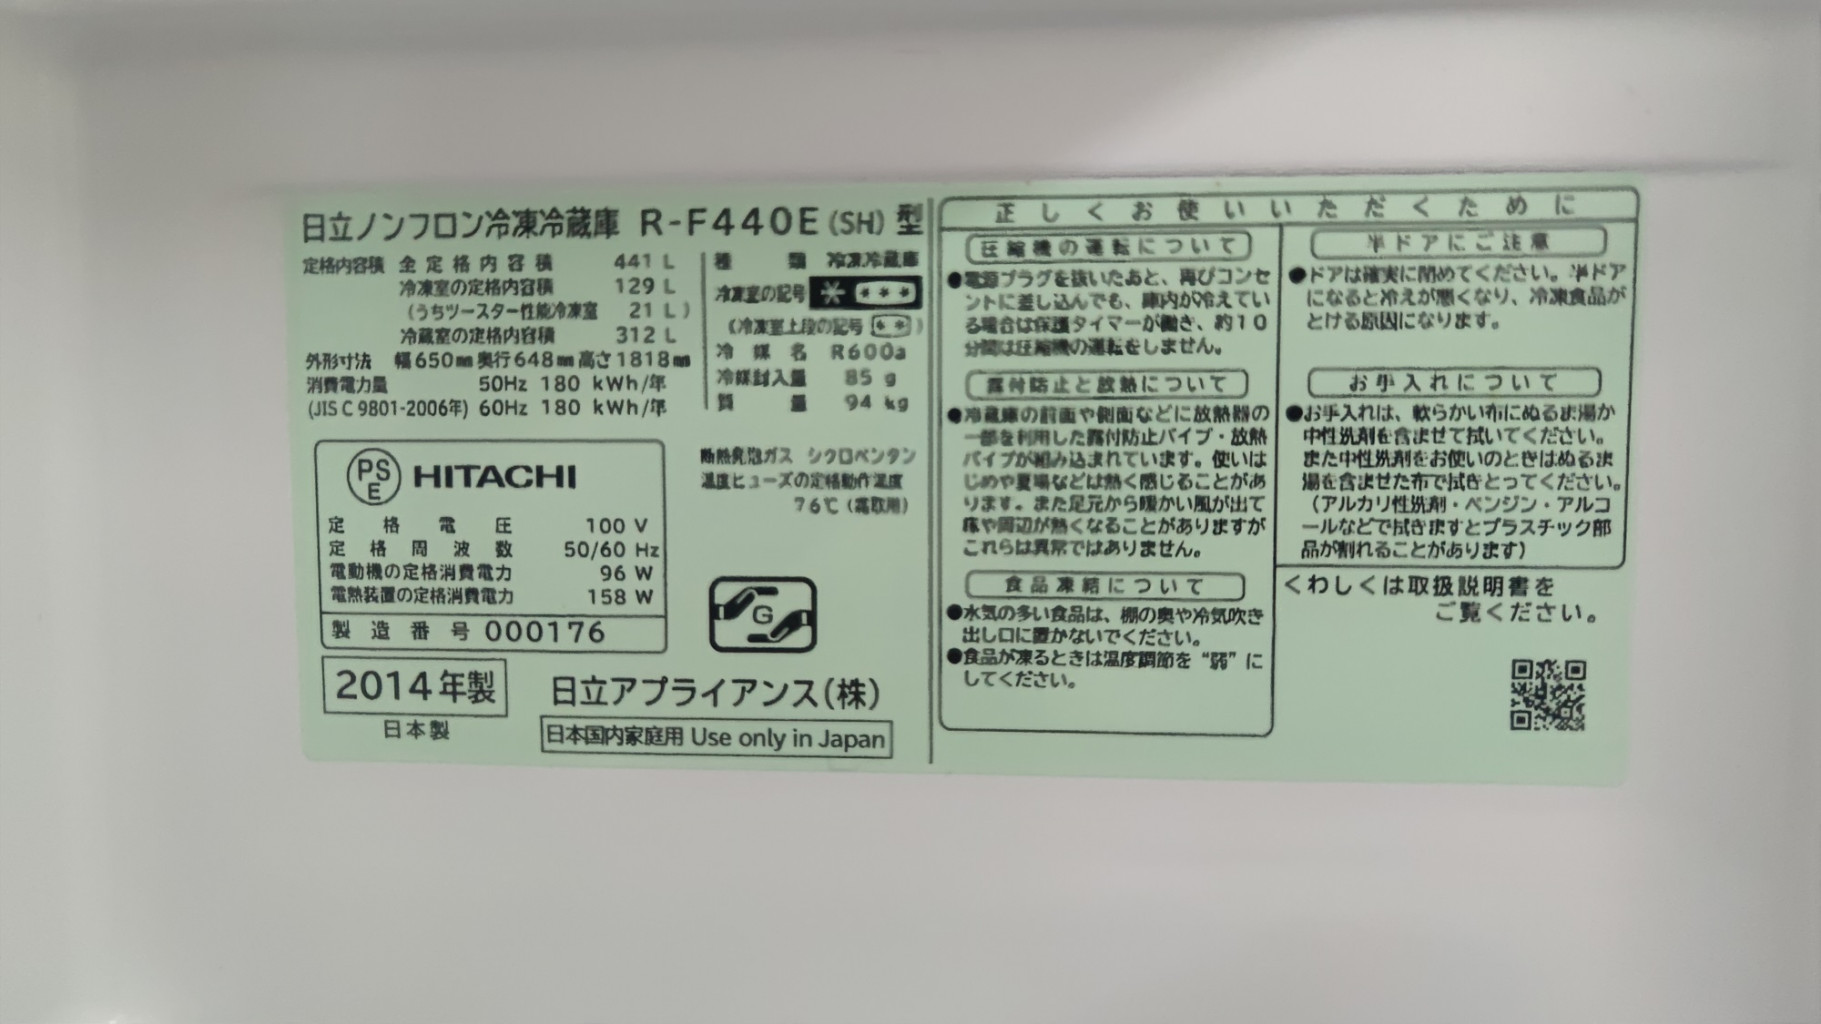 日立ノンフロン冷凍冷蔵庫 R-F440E(SH)型
定格内容積 全定格内容積 441 L
冷凍室の定格内容積 129 L
(うちツースター性能冷凍室 21 L)
冷蔵室の定格内容積 312 L
外形寸法 幅650mm奥行648mm高さ1818mm
消費電力量 50Hz 180 kWh/年
(JIS C 9801-2006年) 60Hz 180 kWh/年
種類 冷凍冷蔵庫
冷凍室の記号
(冷凍室上段の記号)
冷媒名 R600a
冷媒封入量 85 g
質量 94 kg
PS
E
HITACHI
定格電圧 100 V
定格周波数 50/60 Hz
電動機の定格消費電力 96 W
電熱装置の定格消費電力 158 W
製造番号 000176
断熱発泡ガス シクロペンタン
温度ヒューズの定格動作温度
76℃(霜取用)
G
2014年製
日本製
日立アプライアンス(株)
日本国内家庭用 Use only in Japan
正しくお使いいただくために
圧縮機の運転について
●電源プラグを抜いたあと、再びコンセ
ントに差し込んでも、庫内が冷えてい
る場合は保護タイマーが働き、約10
分間は圧縮機の運転をしません。
露付防止と放熱について
●冷蔵庫の前面や側面などに放熱器の
一部を利用した露付防止パイプ・放熱
パイプが組み込まれています。使いは
じめや夏場などは熱く感じることがあ
ります。また足元から暖かい風が出て
床や周辺が熱くなることがありますが
これらは異常ではありません。
食品凍結について
●水気の多い食品は、棚の奥や冷気吹き
出し口に置かないでください。
●食品が凍るときは温度調節を“弱”に
してください。
半ドアにご注意
●ドアは確実に閉めてください。半ドア
になると冷えが悪くなり、冷凍食品が
とける原因になります。
お手入れについて
●お手入れは、軟らかい布にぬるま湯か
中性洗剤を含ませて拭いてください。
また中性洗剤をお使いのときはぬるま
湯を含ませた布で拭きとってください。
(アルカリ性洗剤・ベンジン・アルコ
ールなどで拭きますとプラスチック部
品が割れることがあります)
くわしくは取扱説明書を
ご覧ください。